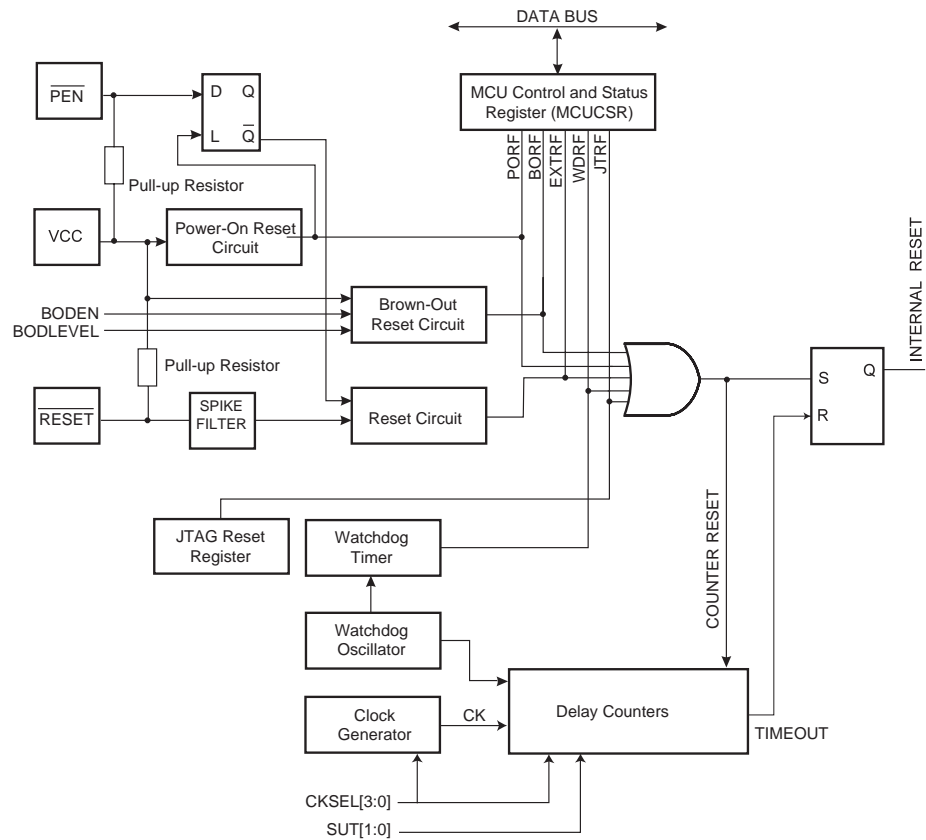 DATA BUS
PEN
D Q
L Q
MCU Control and Status
Register (MCUCSR)
PORF
BORF
EXTRF
WDRF
JTRF
Pull-up Resistor
VCC
Power-On Reset
Circuit
BODEN
BODLEVEL
Brown-Out
Reset Circuit
Pull-up Resistor
RESET
SPIKE
FILTER
Reset Circuit
S Q
R
INTERNAL RESET
JTAG Reset
Register
Watchdog
Timer
COUNTER RESET
Watchdog
Oscillator
Clock
Generator
CK
Delay Counters
TIMEOUT
CKSEL[3:0]
SUT[1:0]